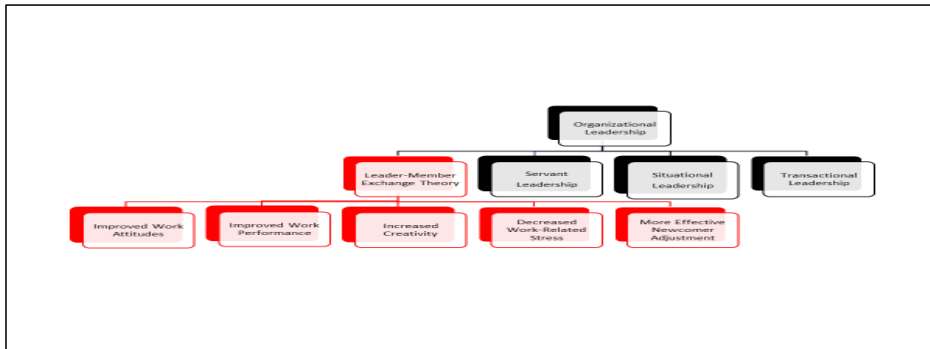 Organizational
Leadership
Leader-Member
Exchange Theory
Servant
Leadership
Situational
Leadership
Transactional
Leadership
Improved Work
Attitudes
Improved Work
Performance
Increased
Creativity
Decreased
Work-Related
Stress
More Effective
Newcomer
Adjustment